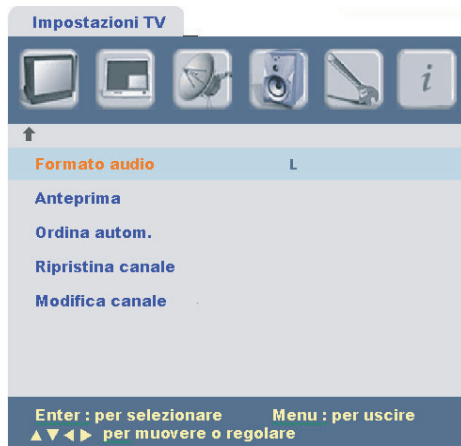 Impostazioni TV
i
Formato audio L
Anteprima
Ordina autom.
Ripristina canale
Modifica canale
Enter : per selezionare Menu : per uscire
▲▼◀▶ per muovere o regolare